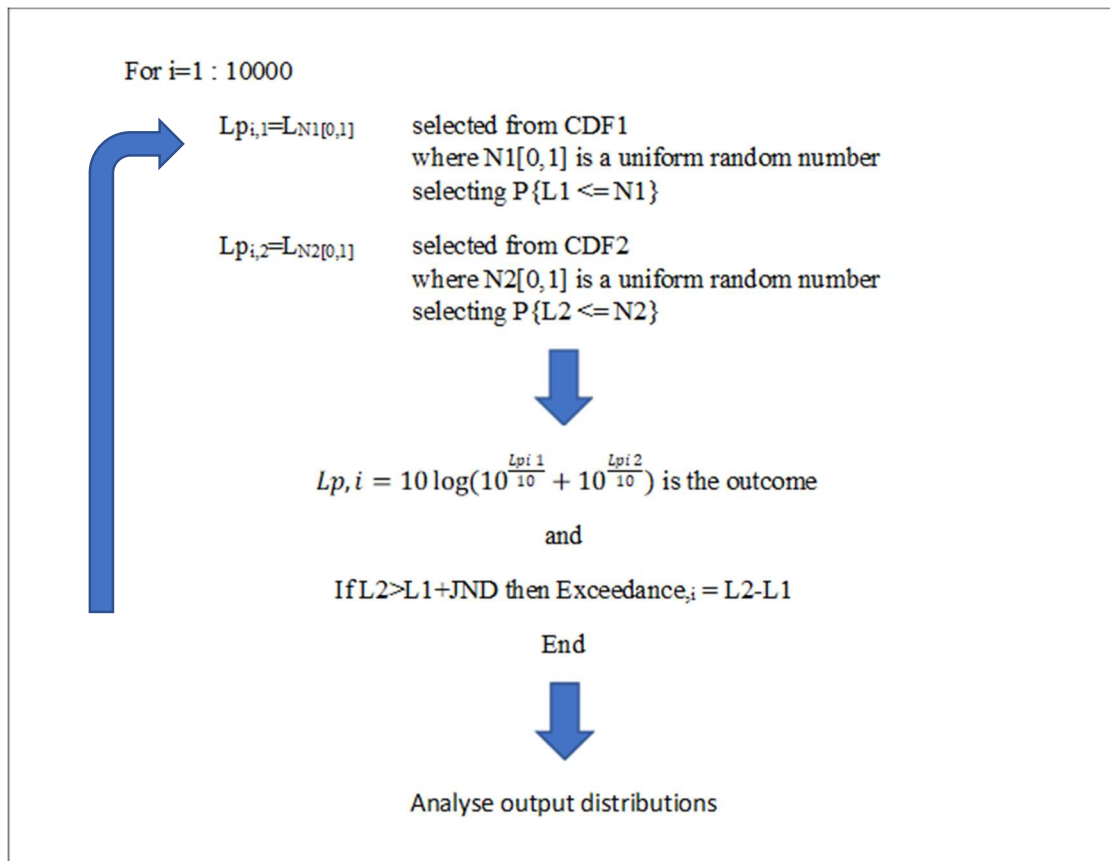 For i=1 : 10000
Lpi,1=LN1[0,1] selected from CDF1
where N1[0,1] is a uniform random number
selecting P{L1 <= N1}
Lpi,2=LN2[0,1] selected from CDF2
where N2[0,1] is a uniform random number
selecting P{L2 <= N2}
Lp, i = 10 log(10^(Lpi 1/10) + 10^(Lpi 2/10)) is the outcome
and
If L2>L1+JND then Exceedance,i = L2-L1
End
Analyse output distributions